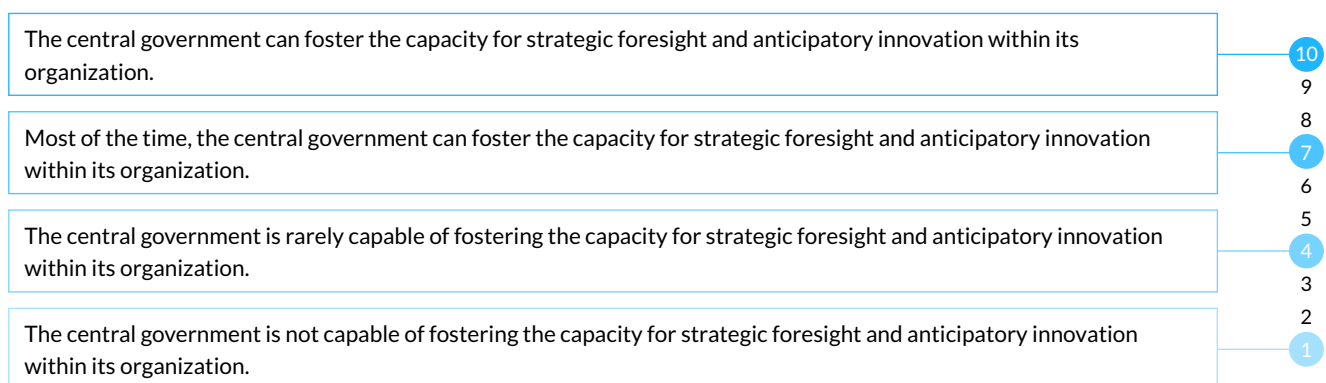 The central government can foster the capacity for strategic foresight and anticipatory innovation within its
organization.
10
9
8
Most of the time, the central government can foster the capacity for strategic foresight and anticipatory innovation
within its organization.
7
6
5
The central government is rarely capable of fostering the capacity for strategic foresight and anticipatory innovation
within its organization.
4
3
2
The central government is not capable of fostering the capacity for strategic foresight and anticipatory innovation
within its organization.
1